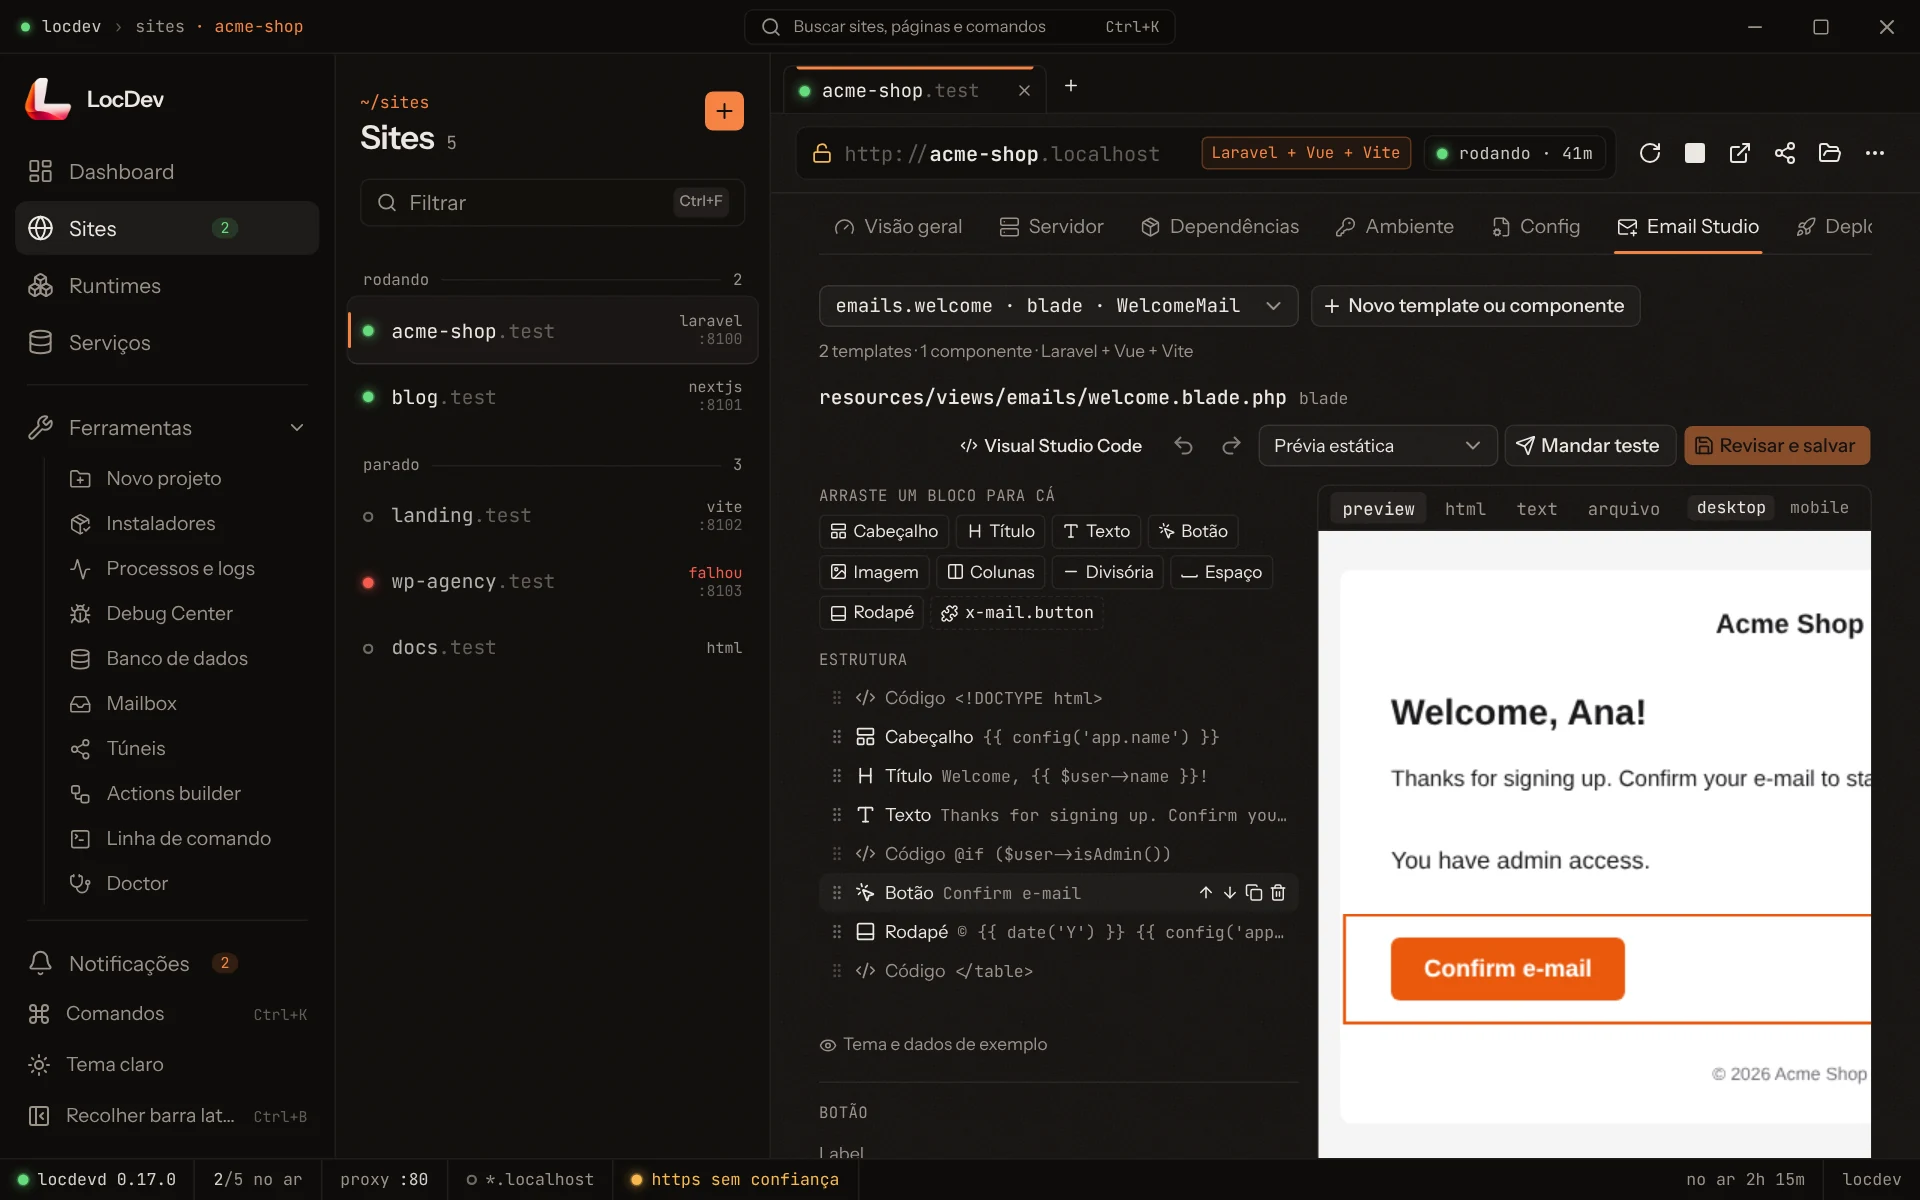 locdev › sites · acme-shop
Buscar sites, páginas e comandos Ctrl+K
LocDev
Dashboard
Sites 2
Runtimes
Serviços
Ferramentas
Novo projeto
Instaladores
Processos e logs
Debug Center
Banco de dados
Mailbox
Túneis
Actions builder
Linha de comando
Doctor
Notificações 2
Comandos Ctrl+K
Tema claro
Recolher barra lat… Ctrl+B
~/sites
Sites 5
Filtrar Ctrl+F
rodando 2
acme-shop.test laravel :8100
blog.test nextjs :8101
parado 3
landing.test vite :8102
wp-agency.test falhou :8103
docs.test html
acme-shop.test
http://acme-shop.localhost Laravel + Vue + Vite rodando · 41m
Visão geral Servidor Dependências Ambiente Config Email Studio Deplo
emails.welcome · blade · WelcomeMail
Novo template ou componente
2 templates · 1 componente · Laravel + Vue + Vite
resources/views/emails/welcome.blade.php blade
Visual Studio Code Prévia estática Mandar teste Revisar e salvar
ARRASTE UM BLOCO PARA CÁ
Cabeçalho Título Texto Botão
Imagem Colunas Divisória Espaço
Rodapé x-mail.button
ESTRUTURA
Código <!DOCTYPE html>
Cabeçalho {{ config('app.name') }}
Título Welcome, {{ $user->name }}!
Texto Thanks for signing up. Confirm you…
Código @if ($user->isAdmin())
Botão Confirm e-mail
Rodapé © {{ date('Y') }} {{ config('app…
Código </table>
Tema e dados de exemplo
BOTÃO
Label
preview html text arquivo desktop mobile
Acme Shop
Welcome, Ana!
Thanks for signing up. Confirm your e-mail to sta
You have admin access.
Confirm e-mail
© 2026 Acme Shop
locdevd 0.17.0 2/5 no ar proxy :80 *.localhost https sem confiança no ar 2h 15m locdev